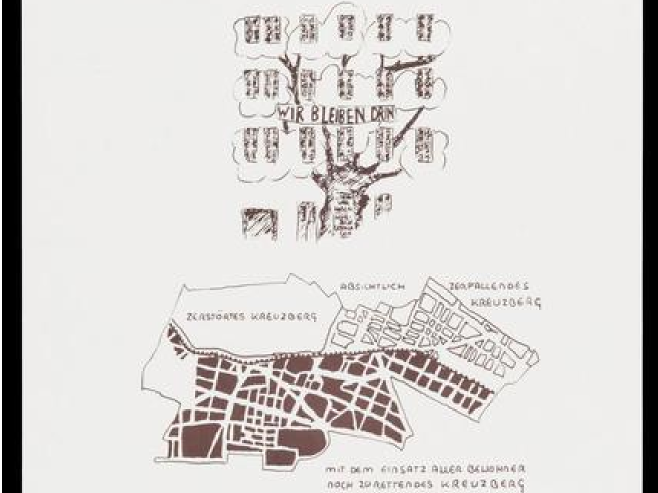 WIR BLEIBEN DRIN
ABSICHTLICH ZERFALLENDES
KREUZBERG
ZERSTÖRTES KREUZBERG
MIT DEM EINSATZ ALLER BEWOHNER
NOCH ZU RETTENDES KREUZBERG